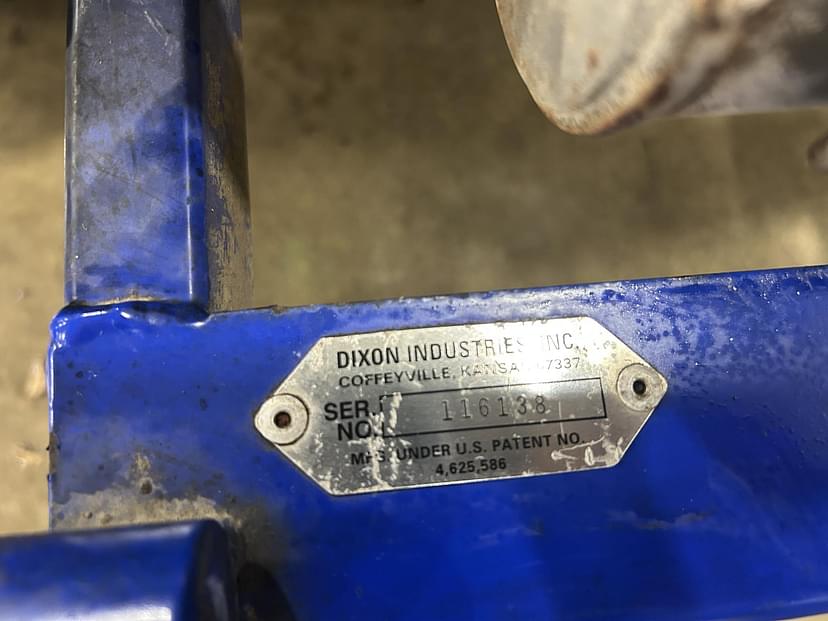 DIXON INDUSTRIES, INC.
COFFEYVILLE, KANSAS 67337
SER. NO. 116138
MFG. UNDER U.S. PATENT NO.
4,625,586